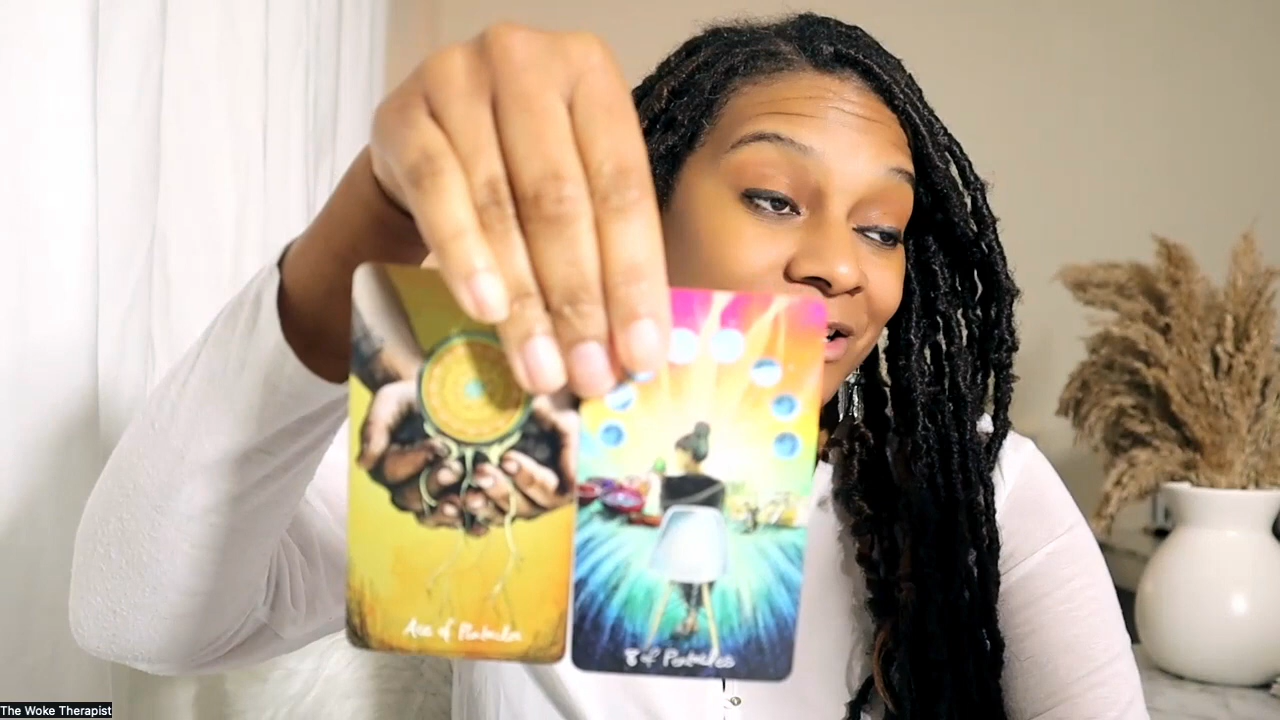 Ace of Pentacles
8 of Pentacles
The Woke Therapist